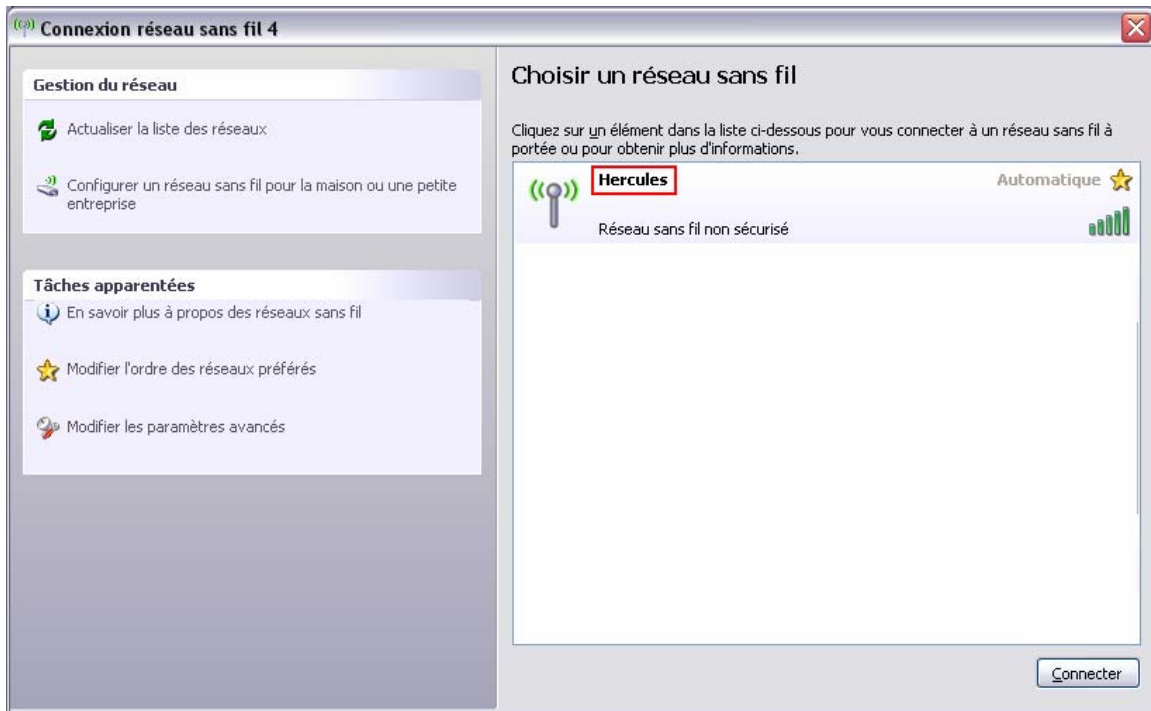 Connexion réseau sans fil 4
Gestion du réseau
Actualiser la liste des réseaux
Configurer un réseau sans fil pour la maison ou une petite
entreprise
Tâches apparentées
En savoir plus à propos des réseaux sans fil
Modifier l'ordre des réseaux préférés
Modifier les paramètres avancés
Choisir un réseau sans fil
Cliquez sur un élément dans la liste ci-dessous pour vous connecter à un réseau sans fil à
portée ou pour obtenir plus d'informations.
Hercules
Automatique
Réseau sans fil non sécurisé
Connecter